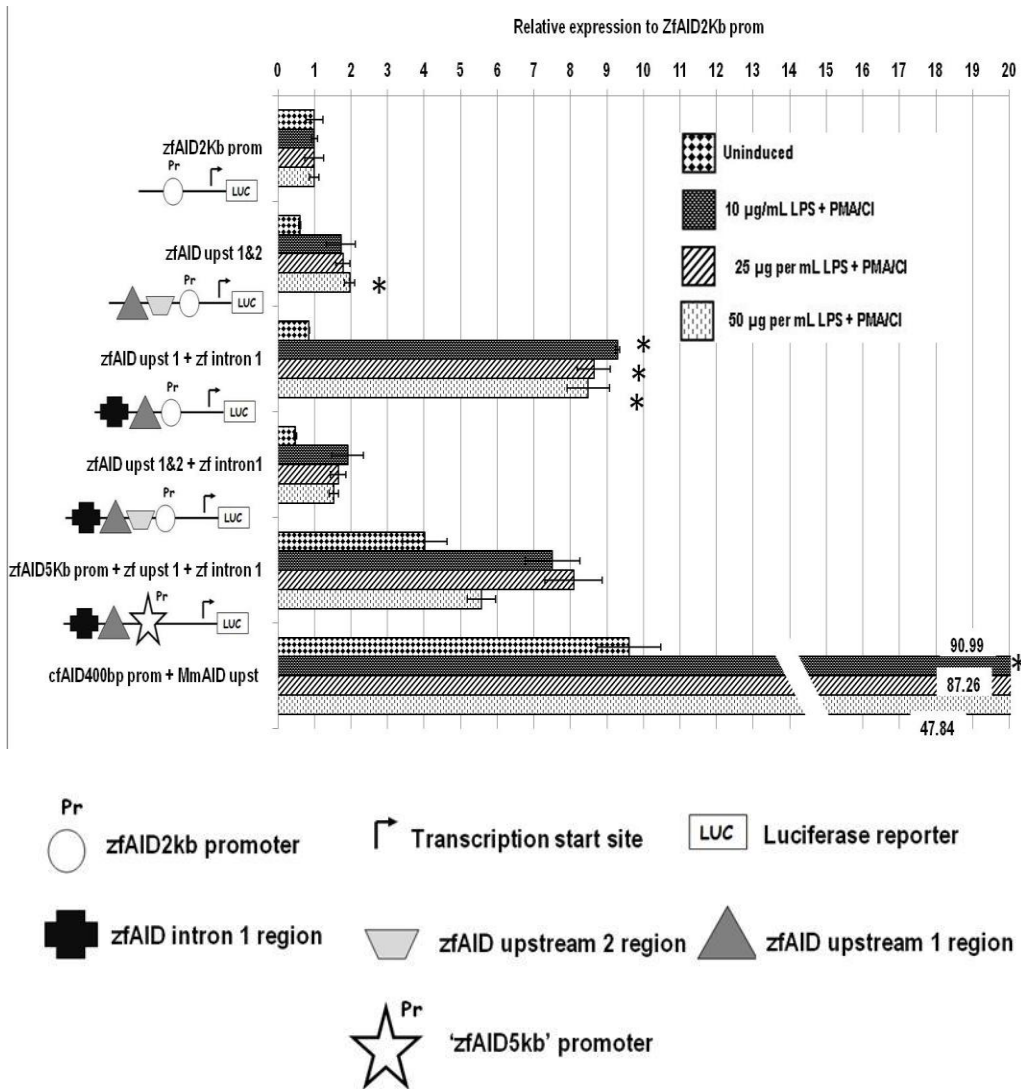 Relative expression to ZfAID2Kb prom
0 1 2 3 4 5 6 7 8 9 10 11 12 13 14 15 16 17 18 19 20
Uninduced
10 µg/mL LPS + PMA/CI
25 µg per mL LPS + PMA/CI
50 µg per mL LPS + PMA/CI
zfAID2Kb prom
Pr
LUC
zfAID upst 1&2
*
Pr
LUC
zfAID upst 1 + zf intron 1
*
*
*
Pr
LUC
zfAID upst 1&2 + zf intron1
Pr
LUC
zfAID5Kb prom + zf upst 1 + zf intron 1
Pr
LUC
cfAID400bp prom + MmAID upst
90.99
*
87.26
47.84
Pr
zfAID2kb promoter
Transcription start site
LUC
Luciferase reporter
zfAID intron 1 region
zfAID upstream 2 region
zfAID upstream 1 region
Pr
'zfAID5kb' promoter